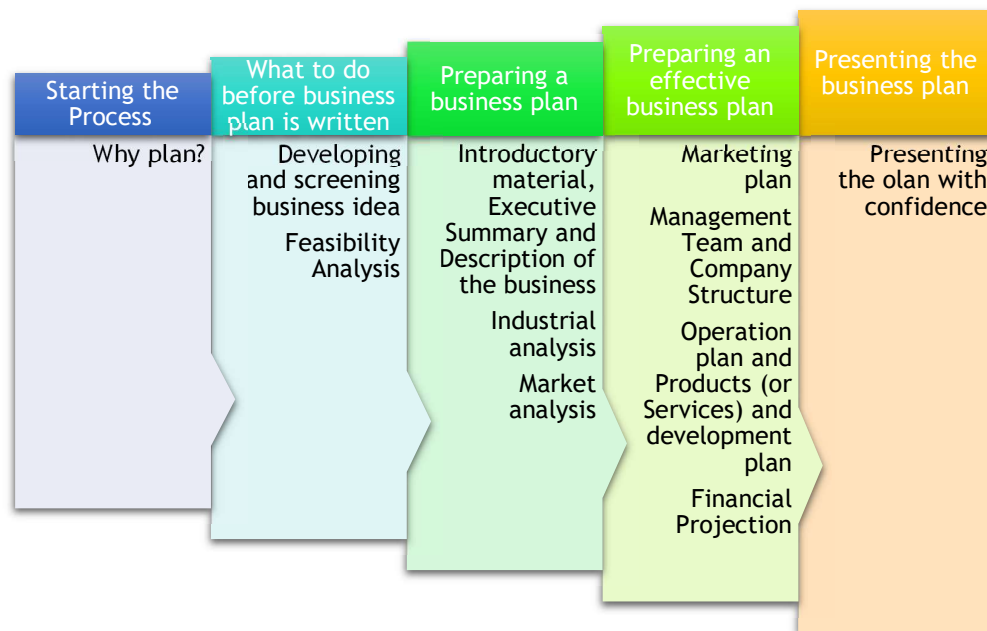 Starting the
Process
Why plan?
What to do
before business
plan is written
Developing
and screening
business idea
Feasibility
Analysis
Preparing a
business plan
Introductory
material,
Executive
Summary and
Description of
the business
Industrial
analysis
Market
analysis
Preparing an
effective
business plan
Marketing
plan
Management
Team and
Company
Structure
Operation
plan and
Products (or
Services) and
development
plan
Financial
Projection
Presenting the
business plan
Presenting
the olan with
confidence